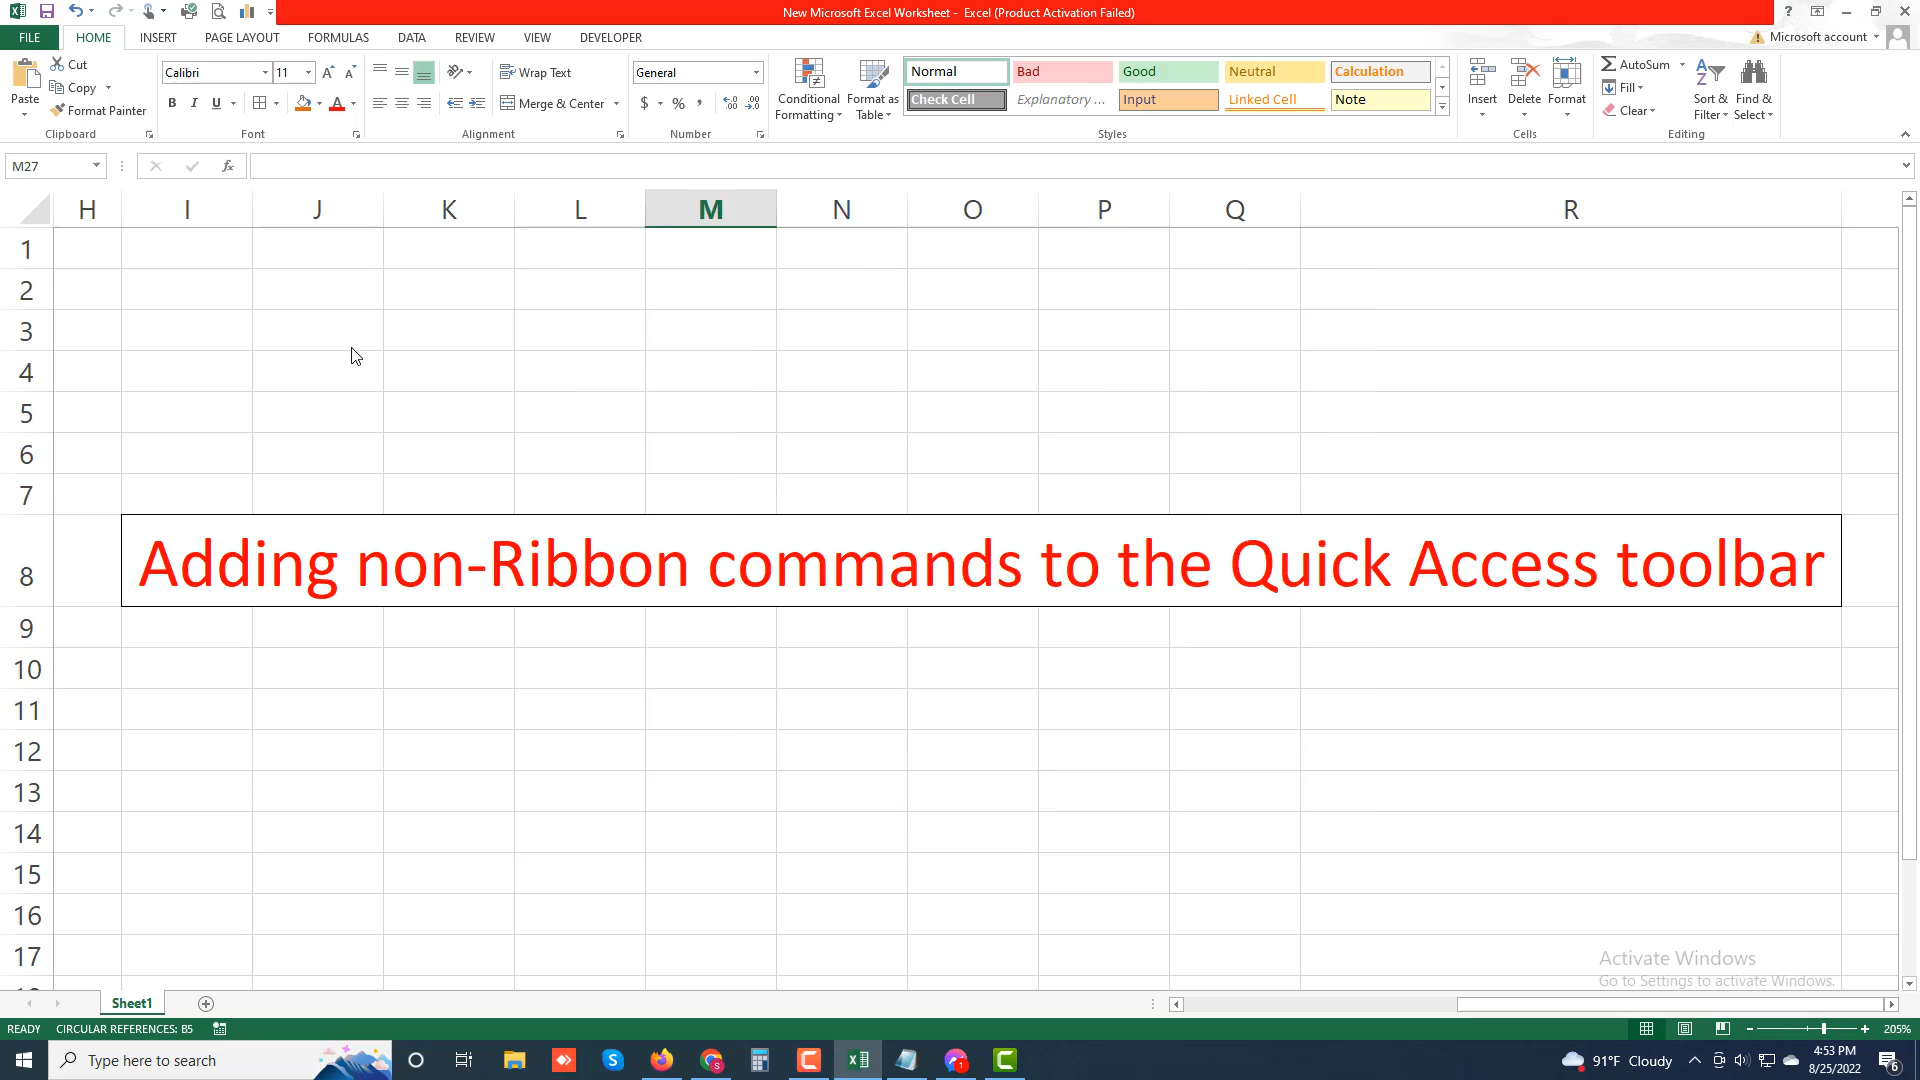 New Microsoft Excel Worksheet - Excel (Product Activation Failed)
FILE HOME INSERT PAGE LAYOUT FORMULAS DATA REVIEW VIEW DEVELOPER Microsoft account
Paste
Cut
Copy
Format Painter
Clipboard
Calibri 11
B I U
Font
Wrap Text
Merge & Center
Alignment
General
$ % ,
Number
Conditional Formatting
Format as Table
Normal Bad Good Neutral Calculation
Check Cell Explanatory ... Input Linked Cell Note
Styles
Insert Delete Format
Cells
AutoSum
Fill
Clear
Sort & Filter
Find & Select
Editing
M27
fx
H I J K L M N O P Q R
1
2
3
4
5
6
7
8 Adding non-Ribbon commands to the Quick Access toolbar
9
10
11
12
13
14
15
16
17
Activate Windows
Go to Settings to activate Windows.
Sheet1
READY CIRCULAR REFERENCES: B5 205%
Type here to search
91°F Cloudy
4:53 PM
8/25/2022
6